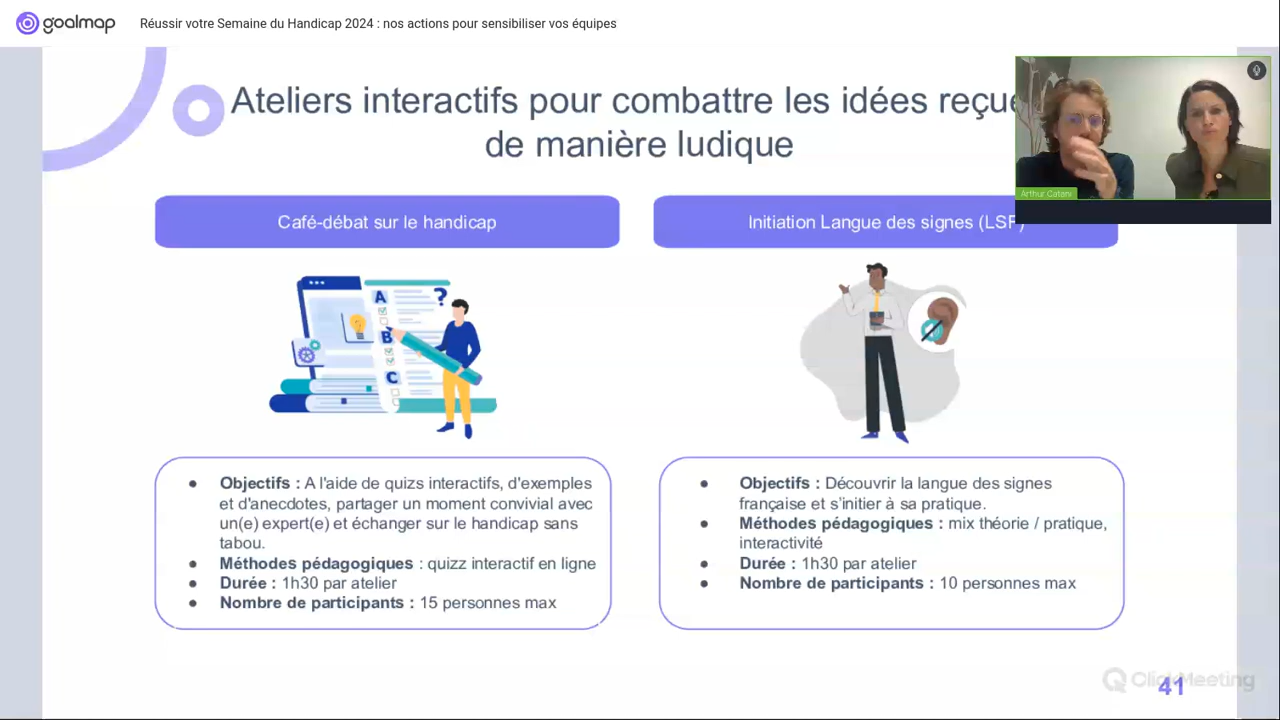 goalmap
Réussir votre Semaine du Handicap 2024 : nos actions pour sensibiliser vos équipes
Ateliers interactifs pour combattre les idées reçue
de manière ludique
Arthur Catani
Café-débat sur le handicap
Initiation Langue des signes (LSF)
A
?
B
C
● Objectifs : A l'aide de quizs interactifs, d'exemples
et d'anecdotes, partager un moment convivial avec
un(e) expert(e) et échanger sur le handicap sans
tabou.
● Méthodes pédagogiques : quizz interactif en ligne
● Durée : 1h30 par atelier
● Nombre de participants : 15 personnes max
● Objectifs : Découvrir la langue des signes
française et s'initier à sa pratique.
● Méthodes pédagogiques : mix théorie / pratique,
interactivité
● Durée : 1h30 par atelier
● Nombre de participants : 10 personnes max
ClickMeeting
41